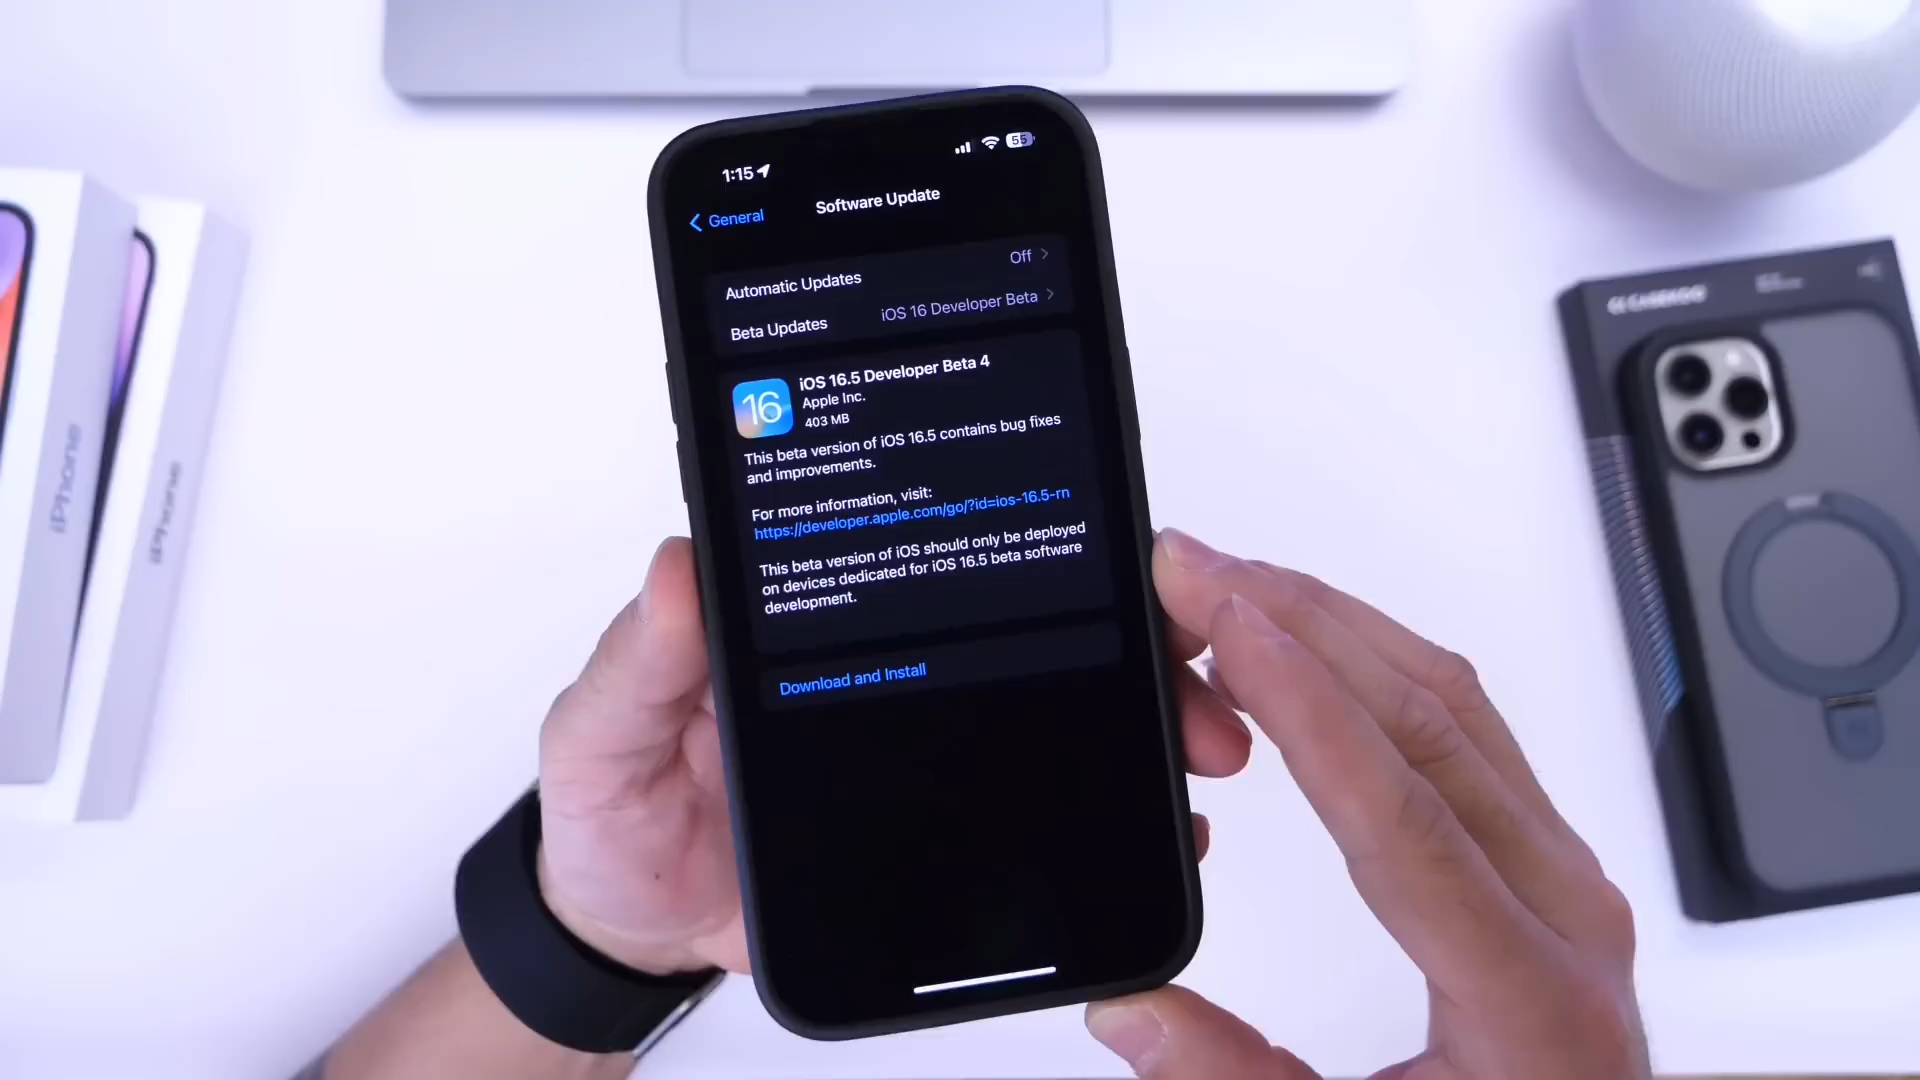 1:15
55
General
Software Update
Automatic Updates Off
Beta Updates iOS 16 Developer Beta
16
iOS 16.5 Developer Beta 4
Apple Inc.
403 MB
This beta version of iOS 16.5 contains bug fixes
and improvements.
For more information, visit:
https://developer.apple.com/go/?id=ios-16.5-rn
This beta version of iOS should only be deployed
on devices dedicated for iOS 16.5 beta software
development.
Download and Install
iPhone
iPhone
CASEKOO